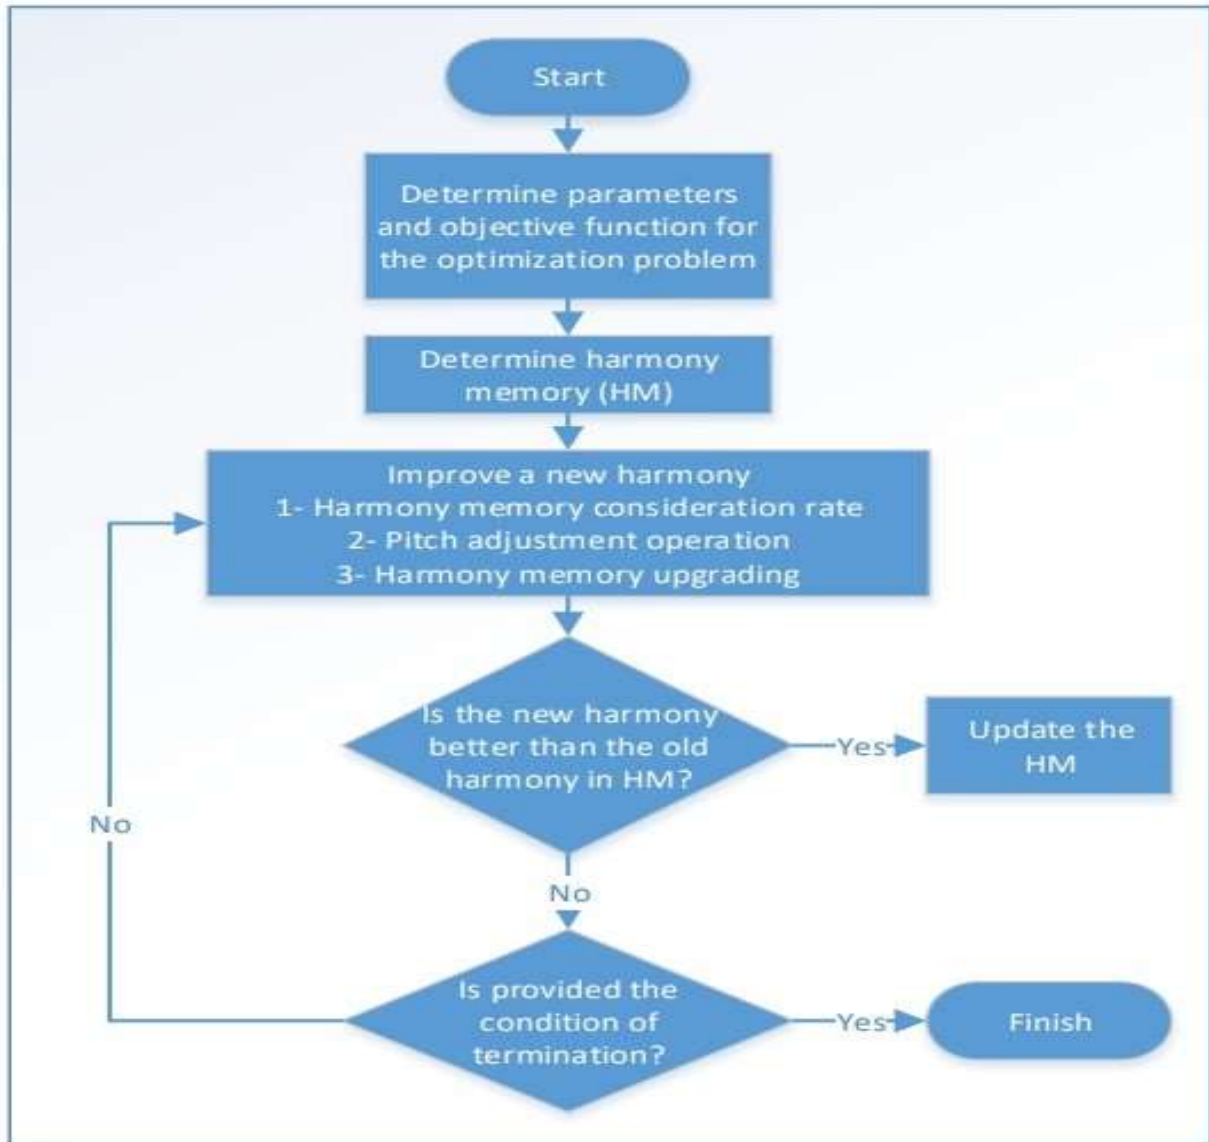 Start
Determine parameters
and objective function for
the optimization problem
Determine harmony
memory (HM)
Improve a new harmony
1- Harmony memory consideration rate
2- Pitch adjustment operation
3- Harmony memory upgrading
Is the new harmony
better than the old
harmony in HM?
Yes
Update the
HM
No
No
Is provided the
condition of
termination?
Yes
Finish